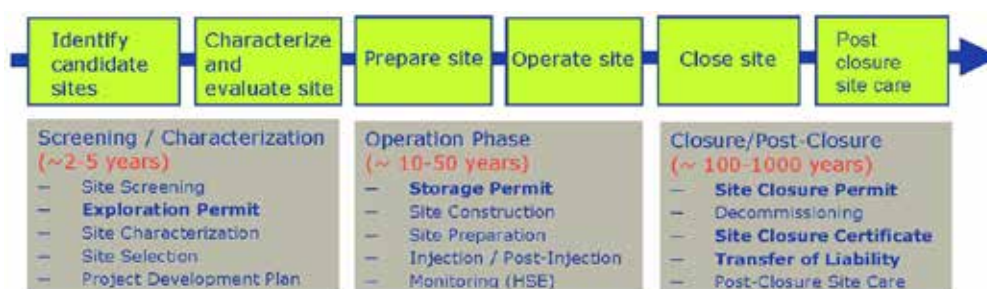 Identify
candidate
sites
Characterize
and
evaluate site
Prepare site
Operate site
Close site
Post
closure
site care
Screening / Characterization
(~2-5 years)
– Site Screening
– Exploration Permit
– Site Characterization
– Site Selection
– Project Development Plan
Operation Phase
(~ 10-50 years)
– Storage Permit
– Site Construction
– Site Preparation
– Injection / Post-Injection
– Monitoring (HSE)
Closure/Post-Closure
(~ 100-1000 years)
– Site Closure Permit
– Decommissioning
– Site Closure Certificate
– Transfer of Liability
– Post-Closure Site Care